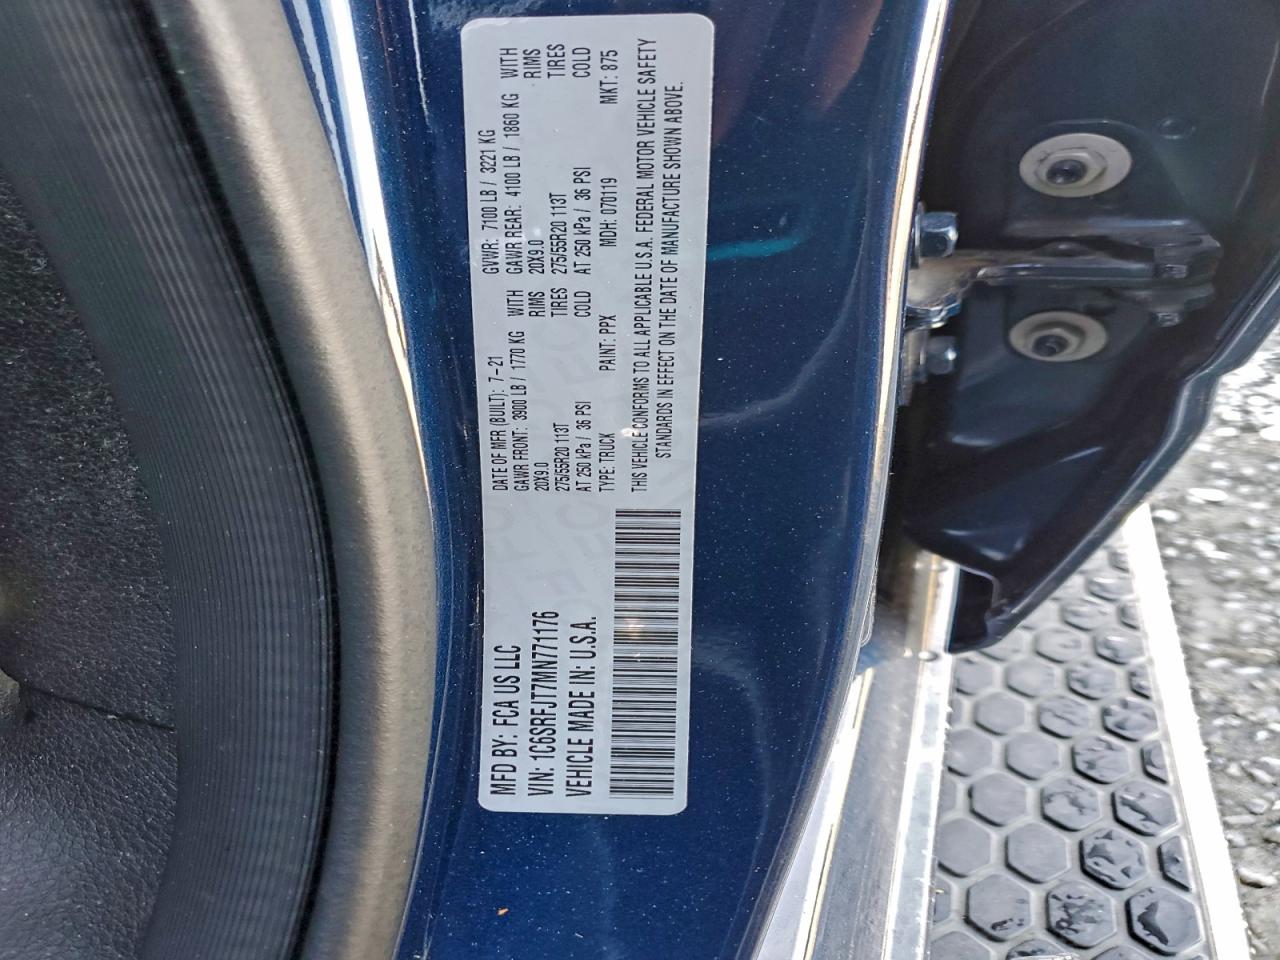 MFD BY: FCA US LLC
VIN: 1C6SRFJT7MN771176
VEHICLE MADE IN: U.S.A.
DATE OF MFR (BUILT): 7-21 GVWR: 7100 LB / 3221 KG
GAWR FRONT: 3900 LB / 1770 KG WITH GAWR REAR: 4100 LB / 1860 KG WITH
20X9.0 RIMS 20X9.0 RIMS
275/55R20 113T TIRES 275/55R20 113T TIRES
AT 250 kPa / 36 PSI COLD AT 250 kPa / 36 PSI COLD
TYPE: TRUCK PAINT: PPX MDH: 070119 MKT: 875
THIS VEHICLE CONFORMS TO ALL APPLICABLE U.S.A. FEDERAL MOTOR VEHICLE SAFETY
STANDARDS IN EFFECT ON THE DATE OF MANUFACTURE SHOWN ABOVE.